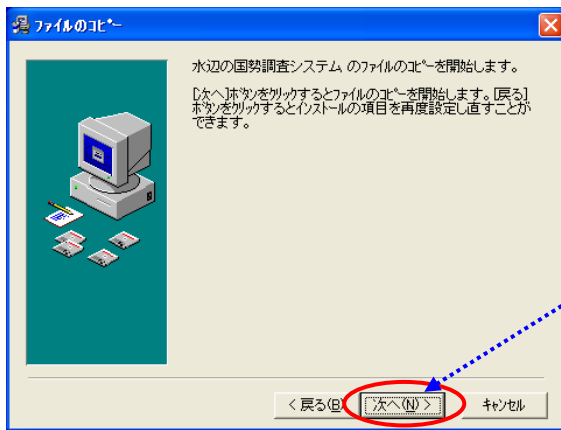 ファイルのコピー
水辺の国勢調査システム のファイルのコピーを開始します。
[次へ]ボタンをクリックするとファイルのコピーを開始します。[戻る]
ボタンをクリックするとインストールの項目を再度設定し直すことが
できます。
< 戻る(B) 次へ(N) > キャンセル